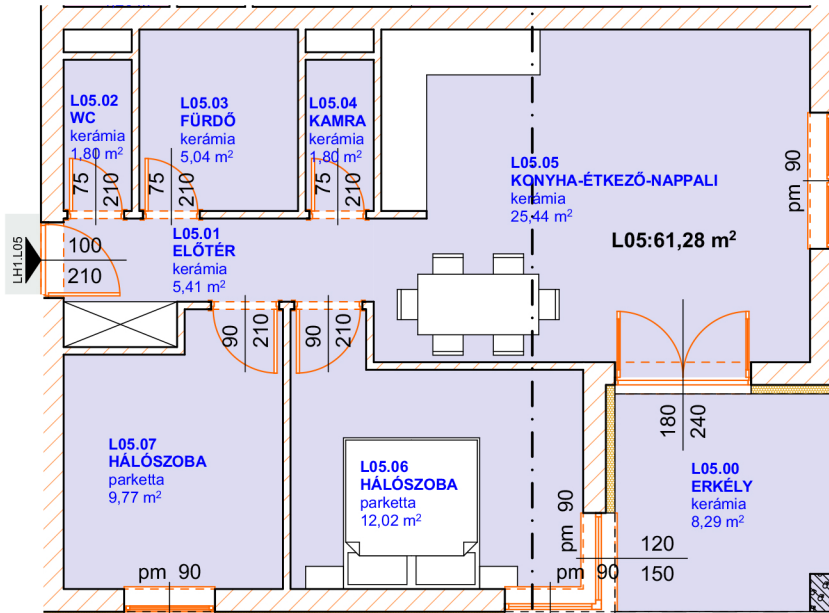 L05.02
WC
kerámia
1,80 m²
L05.03
FÜRDŐ
kerámia
5,04 m²
L05.04
KAMRA
kerámia
1,80 m²
L05.05
KONYHA-ÉTKEZŐ-NAPPALI
kerámia
25,44 m²
L05:61,28 m²
pm 90
75
210
75
210
75
210
L05.01
ELŐTÉR
kerámia
5,41 m²
LH1.L05
100
210
90
210
90
210
180
240
L05.07
HÁLÓSZOBA
parketta
9,77 m²
L05.06
HÁLÓSZOBA
parketta
12,02 m²
L05.00
ERKÉLY
kerámia
8,29 m²
pm 90
120
150
pm 90
pm 90